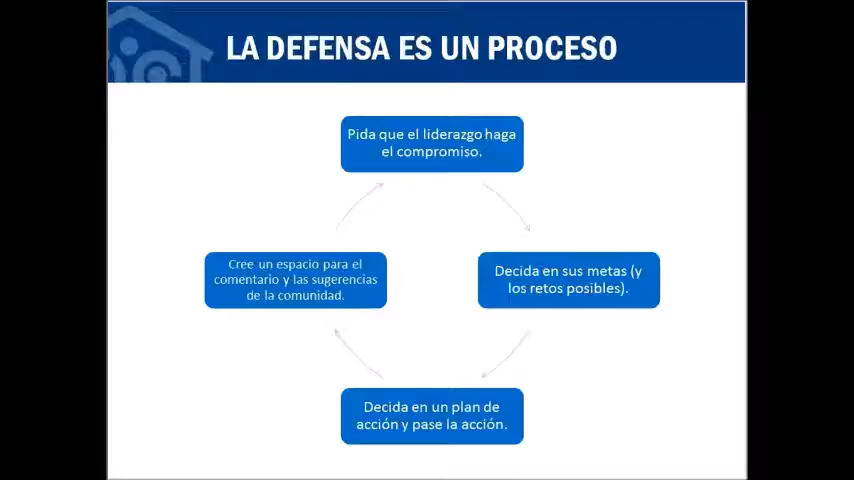 LA DEFENSA ES UN PROCESO
Pida que el liderazgo haga
el compromiso.
Decida en sus metas (y
los retos posibles).
Decida en un plan de
acción y pase la acción.
Cree un espacio para el
comentario y las sugerencias
de la comunidad.